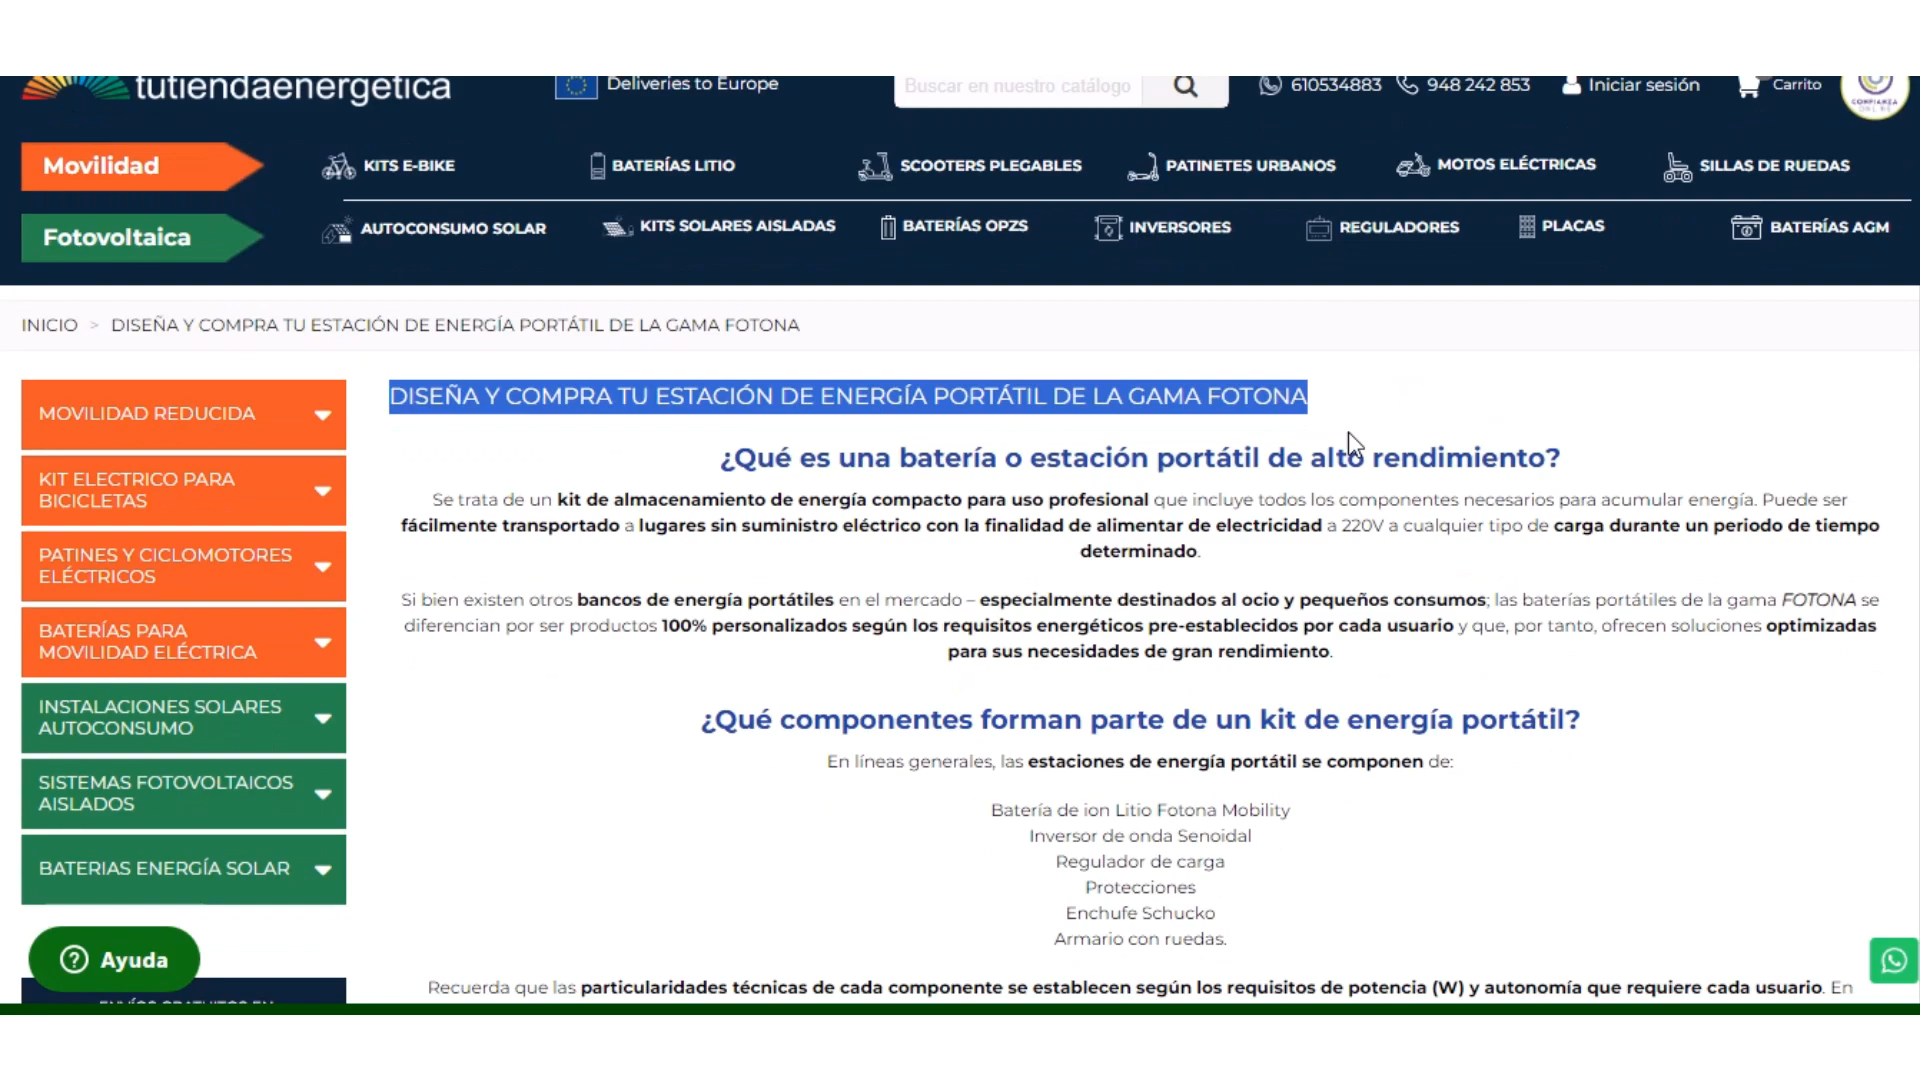 tutiendaenergética
Deliveries to Europe
Buscar en nuestro catálogo
610534883
948 242 853
Iniciar sesión
Carrito
CONFIANZA
ONLINE
Movilidad
KITS E-BIKE
BATERÍAS LITIO
SCOOTERS PLEGABLES
PATINETES URBANOS
MOTOS ELÉCTRICAS
SILLAS DE RUEDAS
Fotovoltaica
AUTOCONSUMO SOLAR
KITS SOLARES AISLADAS
BATERÍAS OPZS
INVERSORES
REGULADORES
PLACAS
BATERÍAS AGM
INICIO > DISEÑA Y COMPRA TU ESTACIÓN DE ENERGÍA PORTÁTIL DE LA GAMA FOTONA
MOVILIDAD REDUCIDA
KIT ELECTRICO PARA
BICICLETAS
PATINES Y CICLOMOTORES
ELÉCTRICOS
BATERÍAS PARA
MOVILIDAD ELÉCTRICA
INSTALACIONES SOLARES
AUTOCONSUMO
SISTEMAS FOTOVOLTAICOS
AISLADOS
BATERIAS ENERGÍA SOLAR
Ayuda
DISEÑA Y COMPRA TU ESTACIÓN DE ENERGÍA PORTÁTIL DE LA GAMA FOTONA
¿Qué es una batería o estación portátil de alto rendimiento?
Se trata de un kit de almacenamiento de energía compacto para uso profesional que incluye todos los componentes necesarios para acumular energía. Puede ser
fácilmente transportado a lugares sin suministro eléctrico con la finalidad de alimentar de electricidad a 220V a cualquier tipo de carga durante un periodo de tiempo
determinado.
Si bien existen otros bancos de energía portátiles en el mercado – especialmente destinados al ocio y pequeños consumos; las baterías portátiles de la gama FOTONA se
diferencian por ser productos 100% personalizados según los requisitos energéticos pre-establecidos por cada usuario y que, por tanto, ofrecen soluciones optimizadas
para sus necesidades de gran rendimiento.
¿Qué componentes forman parte de un kit de energía portátil?
En líneas generales, las estaciones de energía portátil se componen de:
Batería de ion Litio Fotona Mobility
Inversor de onda Senoidal
Regulador de carga
Protecciones
Enchufe Schucko
Armario con ruedas.
Recuerda que las particularidades técnicas de cada componente se establecen según los requisitos de potencia (W) y autonomía que requiere cada usuario. En